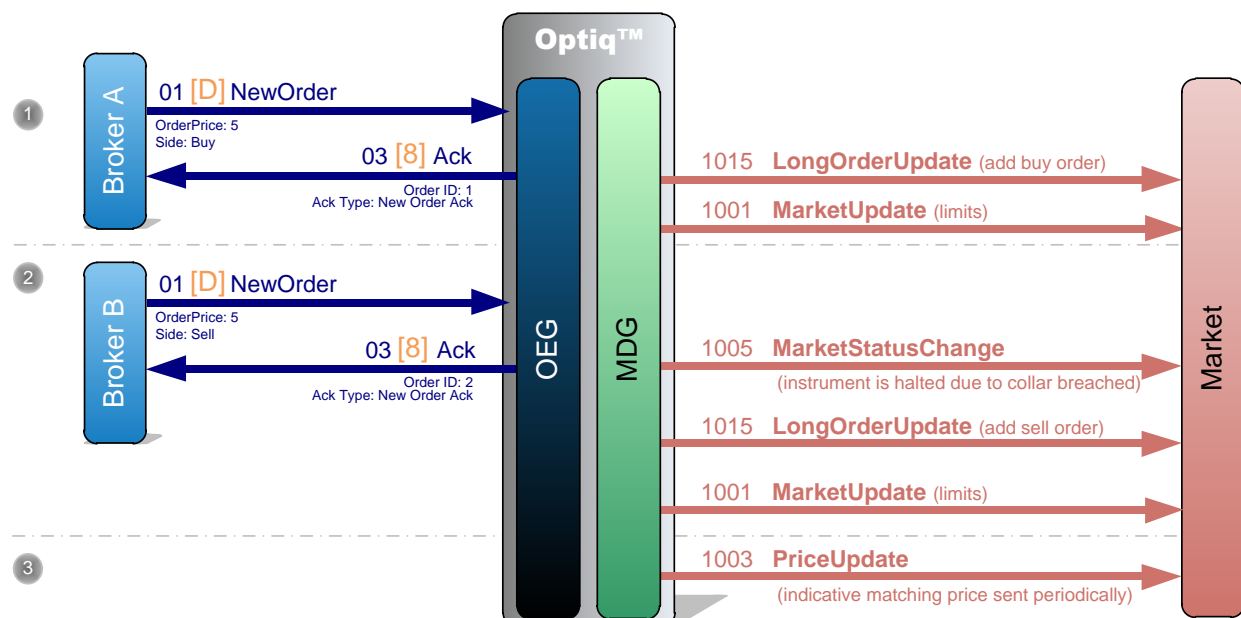 Optiq™
1
Broker A
01 [D] NewOrder
OrderPrice: 5
Side: Buy
03 [8] Ack
Order ID: 1
Ack Type: New Order Ack
1015 LongOrderUpdate (add buy order)
1001 MarketUpdate (limits)
OEG
MDG
Market
2
Broker B
01 [D] NewOrder
OrderPrice: 5
Side: Sell
03 [8] Ack
Order ID: 2
Ack Type: New Order Ack
1005 MarketStatusChange
(instrument is halted due to collar breached)
1015 LongOrderUpdate (add sell order)
1001 MarketUpdate (limits)
3
1003 PriceUpdate
(indicative matching price sent periodically)